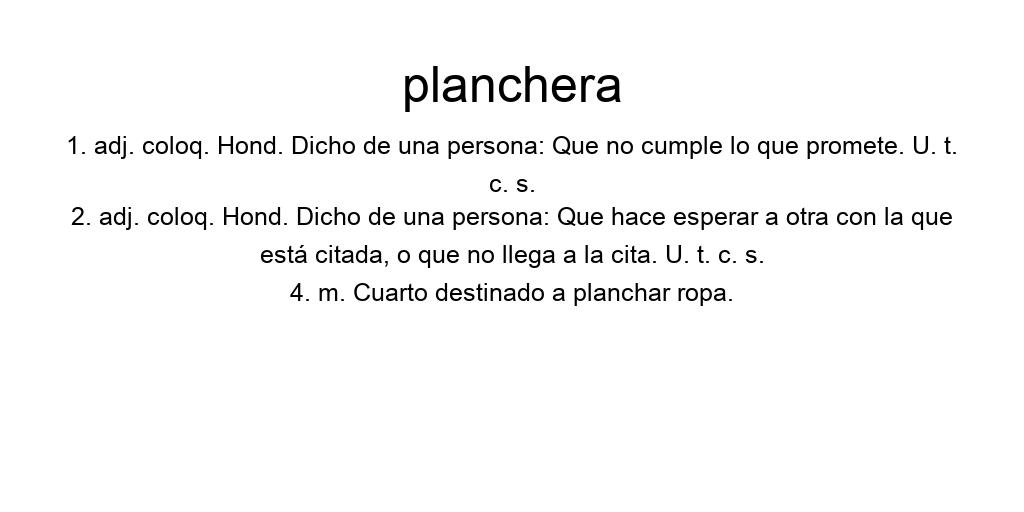 planchera
1. adj. coloq. Hond. Dicho de una persona: Que no cumple lo que promete. U. t.
c. s.
2. adj. coloq. Hond. Dicho de una persona: Que hace esperar a otra con la que
está citada, o que no llega a la cita. U. t. c. s.
4. m. Cuarto destinado a planchar ropa.